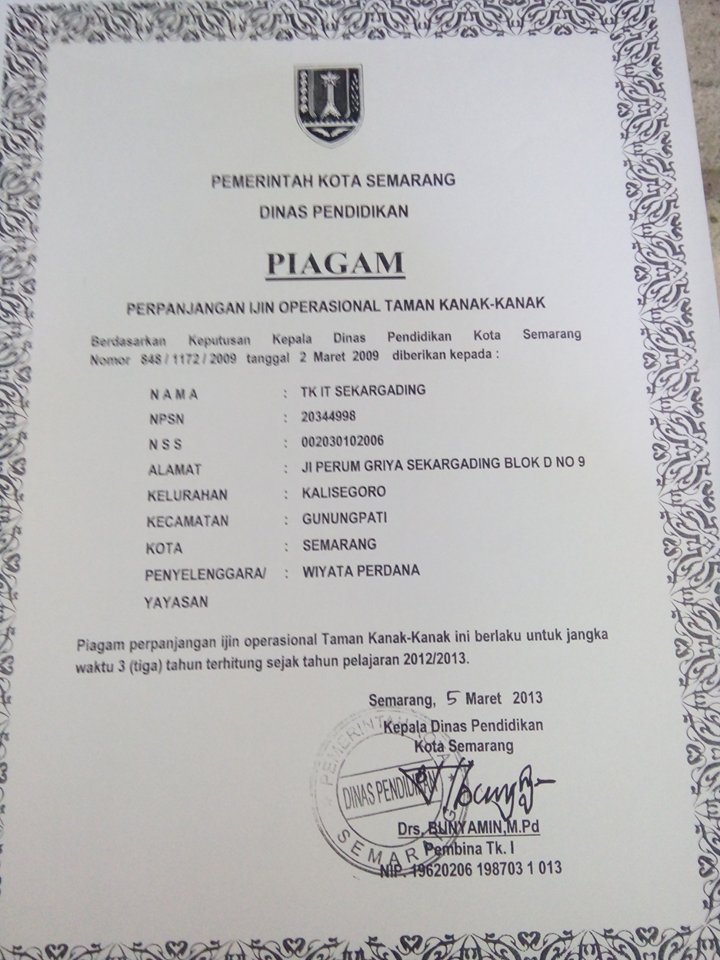 PEMERINTAH KOTA SEMARANG
DINAS PENDIDIKAN
PIAGAM
PERPANJANGAN IJIN OPERASIONAL TAMAN KANAK-KANAK
Berdasarkan Keputusan Kepala Dinas Pendidikan Kota Semarang
Nomor 848 / 1172 / 2009 tanggal 2 Maret 2009 diberikan kepada :
N A M A : TK IT SEKARGADING
NPSN : 20344998
N S S : 002030102006
ALAMAT : Jl PERUM GRIYA SEKARGADING BLOK D NO 9
KELURAHAN : KALISEGORO
KECAMATAN : GUNUNGPATI
KOTA : SEMARANG
PENYELENGGARA/ : WIYATA PERDANA
YAYASAN
Piagam perpanjangan ijin operasional Taman Kanak-Kanak ini berlaku untuk jangka
waktu 3 (tiga) tahun terhitung sejak tahun pelajaran 2012/2013.
Semarang, 5 Maret 2013
Kepala Dinas Pendidikan
Kota Semarang
PEMERINTAH KOTA
DINAS PENDIDIKAN
SEMARANG
Drs. BUNYAMIN,M.Pd
Pembina Tk. I
NIP. 19620206 198703 1 013